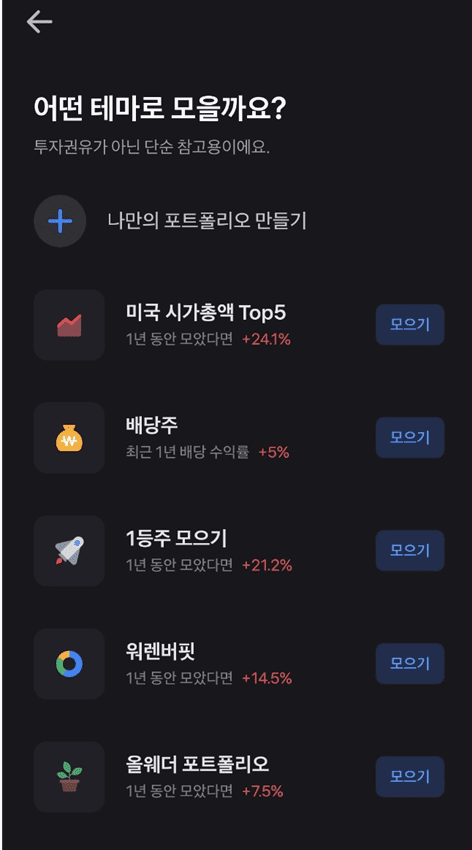 어떤 테마로 모을까요?
투자권유가 아닌 단순 참고용이에요.
나만의 포트폴리오 만들기
미국 시가총액 Top5
1년 동안 모았다면 +24.1%
모으기
배당주
최근 1년 배당 수익률 +5%
모으기
1등주 모으기
1년 동안 모았다면 +21.2%
모으기
워렌버핏
1년 동안 모았다면 +14.5%
모으기
올웨더 포트폴리오
1년 동안 모았다면 +7.5%
모으기